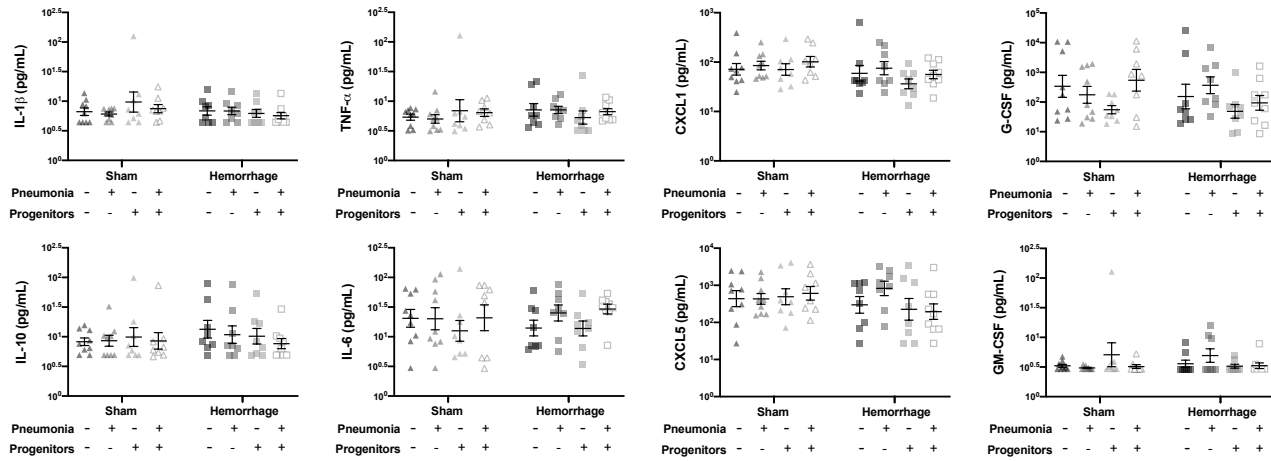 IL-1β (pg/mL)
10^2.5
10^2
10^1.5
10^1
10^0.5
10^0
Sham Hemorrhage
Pneumonia - + - + - + - +
Progenitors - - + + - - + +
TNF-α (pg/mL)
10^2.5
10^2
10^1.5
10^1
10^0.5
10^0
Sham Hemorrhage
Pneumonia - + - + - + - +
Progenitors - - + + - - + +
CXCL1 (pg/mL)
10^3
10^2
10^1
10^0
Sham Hemorrhage
Pneumonia - + - + - + - +
Progenitors - - + + - - + +
G-CSF (pg/mL)
10^5
10^4
10^3
10^2
10^1
10^0
Sham Hemorrhage
Pneumonia - + - + - + - +
Progenitors - - + + - - + +
IL-10 (pg/mL)
10^2.5
10^2
10^1.5
10^1
10^0.5
10^0
Sham Hemorrhage
Pneumonia - + - + - + - +
Progenitors - - + + - - + +
IL-6 (pg/mL)
10^2.5
10^2
10^1.5
10^1
10^0.5
10^0
Sham Hemorrhage
Pneumonia - + - + - + - +
Progenitors - - + + - - + +
CXCL5 (pg/mL)
10^4
10^3
10^2
10^1
10^0
Sham Hemorrhage
Pneumonia - + - + - + - +
Progenitors - - + + - - + +
GM-CSF (pg/mL)
10^2.5
10^2
10^1.5
10^1
10^0.5
10^0
Sham Hemorrhage
Pneumonia - + - + - + - +
Progenitors - - + + - - + +